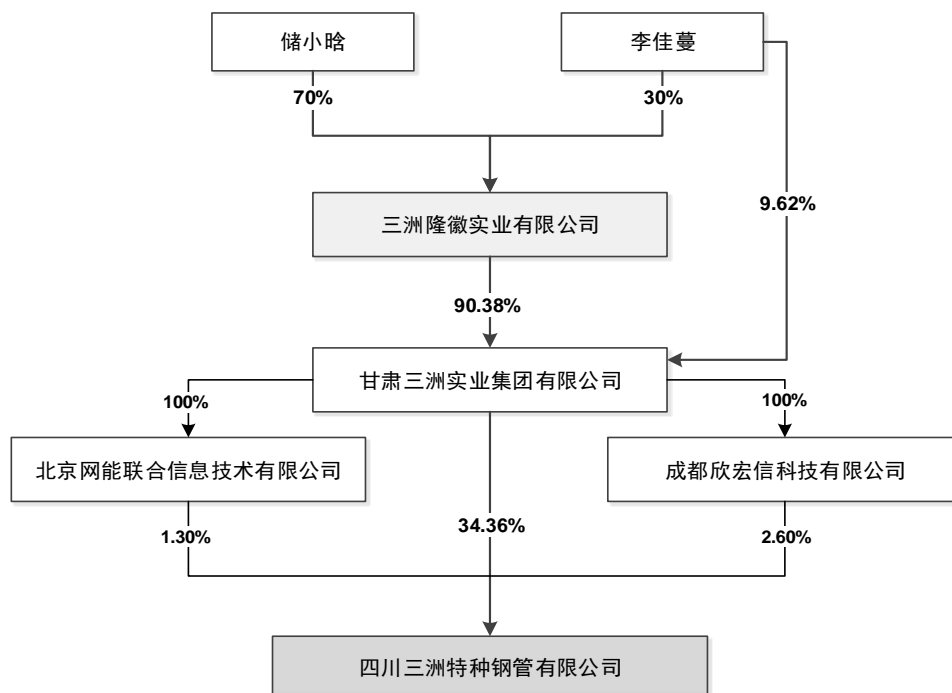 储小晗
李佳蔓
70%
30%
9.62%
三洲隆徽实业有限公司
90.38%
甘肃三洲实业集团有限公司
100%
100%
北京网能联合信息技术有限公司
成都欣宏信科技有限公司
1.30%
34.36%
2.60%
四川三洲特种钢管有限公司